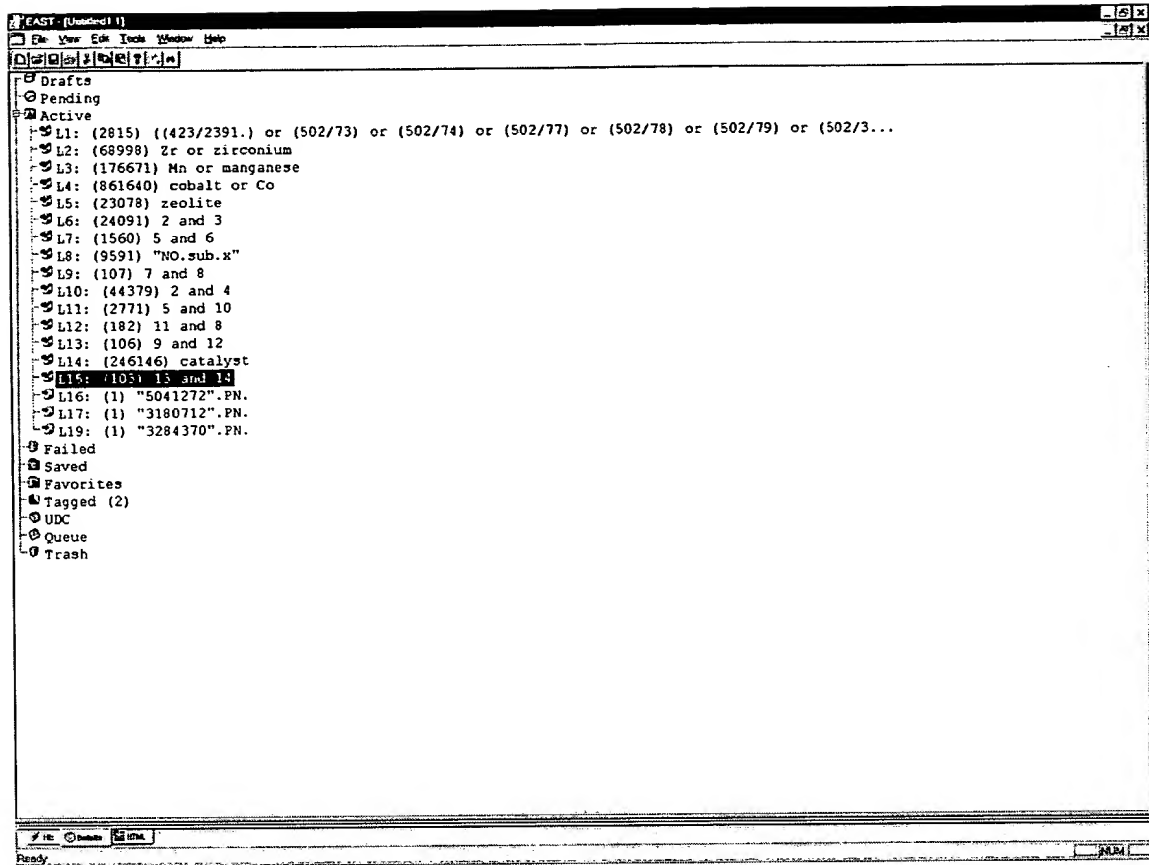 EAST - [Untitled1:1]
File View Edit Tools Window Help
Drafts
Pending
Active
L1: (2815) ((423/2391.) or (502/73) or (502/74) or (502/77) or (502/78) or (502/79) or (502/3...
L2: (68998) Zr or zirconium
L3: (176671) Mn or manganese
L4: (861640) cobalt or Co
L5: (23078) zeolite
L6: (24091) 2 and 3
L7: (1560) 5 and 6
L8: (9591) "NO.sub.x"
L9: (107) 7 and 8
L10: (44379) 2 and 4
L11: (2771) 5 and 10
L12: (182) 11 and 8
L13: (106) 9 and 12
L14: (246146) catalyst
L15: (105) 13 and 14
L16: (1) "5041272".PN.
L17: (1) "3180712".PN.
L19: (1) "3284370".PN.
Failed
Saved
Favorites
Tagged (2)
UDC
Queue
Trash
Hit Details HTML
Ready NUM